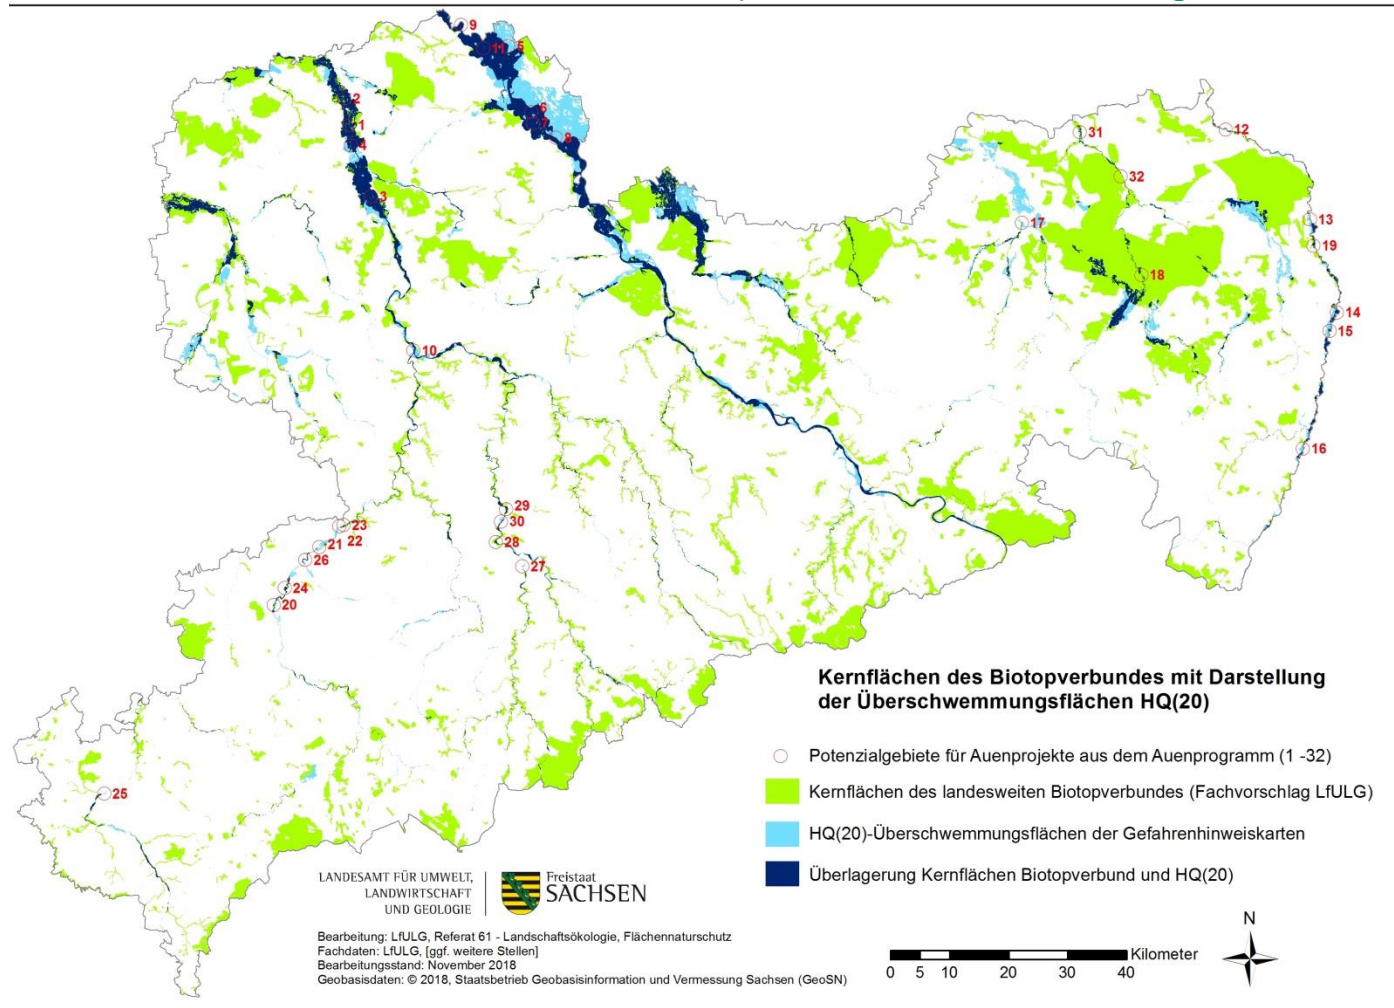 9
11
5
2
1
4
3
6
7
8
31
12
32
17
13
19
18
14
15
10
16
29
30
28
27
23
22
21
26
24
20
25
Kernflächen des Biotopverbundes mit Darstellung
der Überschwemmungsflächen HQ(20)
Potenzialgebiete für Auenprojekte aus dem Auenprogramm (1 -32)
Kernflächen des landesweiten Biotopverbundes (Fachvorschlag LfULG)
HQ(20)-Überschwemmungsflächen der Gefahrenhinweiskarten
Überlagerung Kernflächen Biotopverbund und HQ(20)
LANDESAMT FÜR UMWELT,
LANDWIRTSCHAFT
UND GEOLOGIE
Freistaat
SACHSEN
Bearbeitung: LfULG, Referat 61 - Landschaftsökologie, Flächennaturschutz
Fachdaten: LfULG, [ggf. weitere Stellen]
Bearbeitungsstand: November 2018
Geobasisdaten: © 2018, Staatsbetrieb Geobasisinformation und Vermessung Sachsen (GeoSN)
Kilometer
0 5 10 20 30 40
N